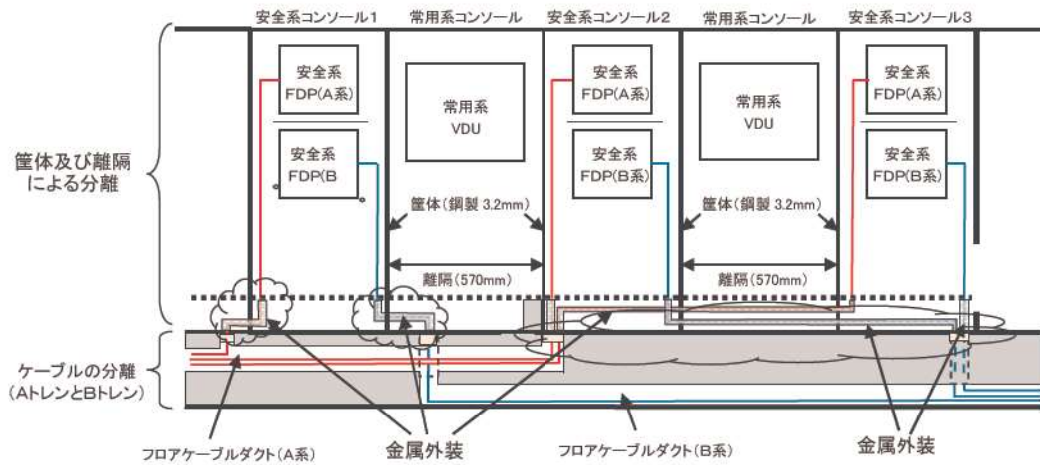 安全系コンソール1
常用系コンソール
安全系コンソール2
常用系コンソール
安全系コンソール3
安全系
FDP(A系)
常用系
VDU
安全系
FDP(A系)
常用系
VDU
安全系
FDP(A系)
安全系
FDP(B
安全系
FDP(B系)
安全系
FDP(B系)
筐体及び離隔
による分離
筐体(鋼製 3.2mm)
筐体(鋼製 3.2mm)
離隔(570mm)
離隔(570mm)
ケーブルの分離
(AトレンとBトレン)
フロアケーブルダクト(A系)
金属外装
フロアケーブルダクト(B系)
金属外装